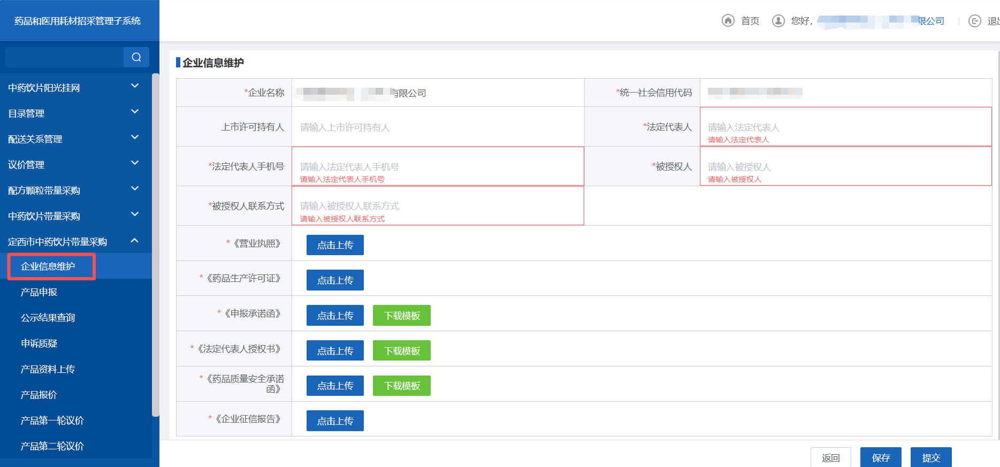 药品和医用耗材招采管理子系统
首页
您好,
限公司
退出
中药饮片阳光挂网
目录管理
配送关系管理
议价管理
配方颗粒带量采购
中药饮片带量采购
定西市中药饮片带量采购
企业信息维护
产品申报
公示结果查询
申诉质疑
产品资料上传
产品报价
产品第一轮议价
产品第二轮议价
企业信息维护
*企业名称
有限公司
*统一社会信用代码
上市许可持有人
请输入上市许可持有人
*法定代表人
请输入法定代表人
请输入法定代表人
*法定代表人手机号
请输入法定代表人手机号
请输入法定代表人手机号
*被授权人
请输入被授权人
请输入被授权人
*被授权人联系方式
请输入被授权人联系方式
请输入被授权人联系方式
*《营业执照》
点击上传
*《药品生产许可证》
点击上传
*《申报承诺函》
点击上传
下载模板
*《法定代表人授权书》
点击上传
下载模板
*《药品质量安全承诺
函》
点击上传
下载模板
*《企业征信报告》
点击上传
返回
保存
提交